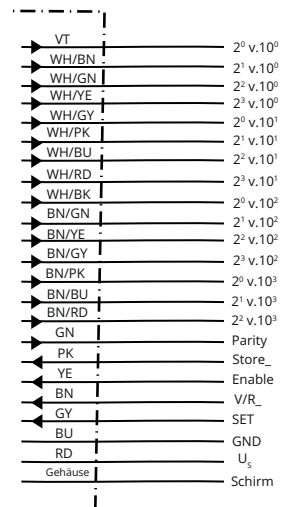 VT 2⁰ v.10⁰
WH/BN 2¹ v.10⁰
WH/GN 2² v.10⁰
WH/YE 2³ v.10⁰
WH/GY 2⁰ v.10¹
WH/PK 2¹ v.10¹
WH/BU 2² v.10¹
WH/RD 2³ v.10¹
WH/BK 2⁰ v.10²
BN/GN 2¹ v.10²
BN/YE 2² v.10²
BN/GY 2³ v.10²
BN/PK 2⁰ v.10³
BN/BU 2¹ v.10³
BN/RD 2² v.10³
GN Parity
PK Store_
YE Enable
BN V/R_
GY SET
BU GND
RD Uₛ
Gehäuse Schirm